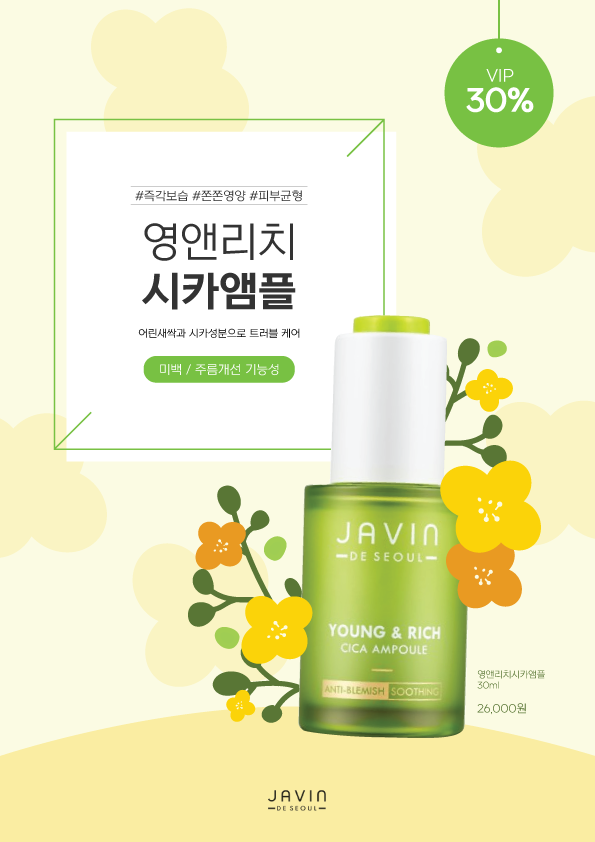 VIP
30%
#즉각보습 #쫀쫀영양 #피부균형
영앤리치
시카앰플
어린새싹과 시카성분으로 트러블 케어
미백 / 주름개선 기능성
JAVIN
DE SEOUL
YOUNG & RICH
CICA AMPOULE
ANTI-BLEMISH SOOTHING
영앤리치시카앰플
30ml
26,000원
JAVIN
DE SEOUL